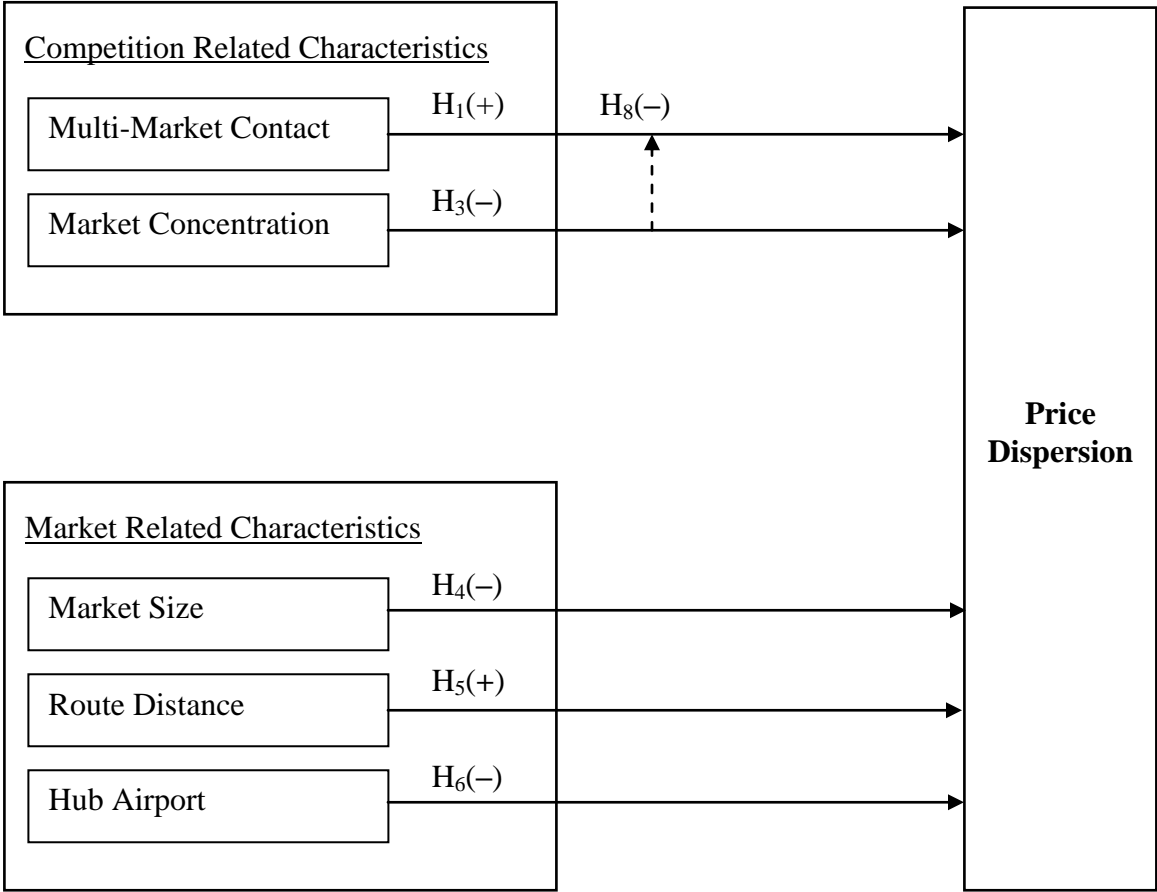 Competition Related Characteristics
H₁(+)
H₈(–)
Multi-Market Contact
H₃(–)
Market Concentration
Price
Dispersion
Market Related Characteristics
H₄(–)
Market Size
H₅(+)
Route Distance
H₆(–)
Hub Airport